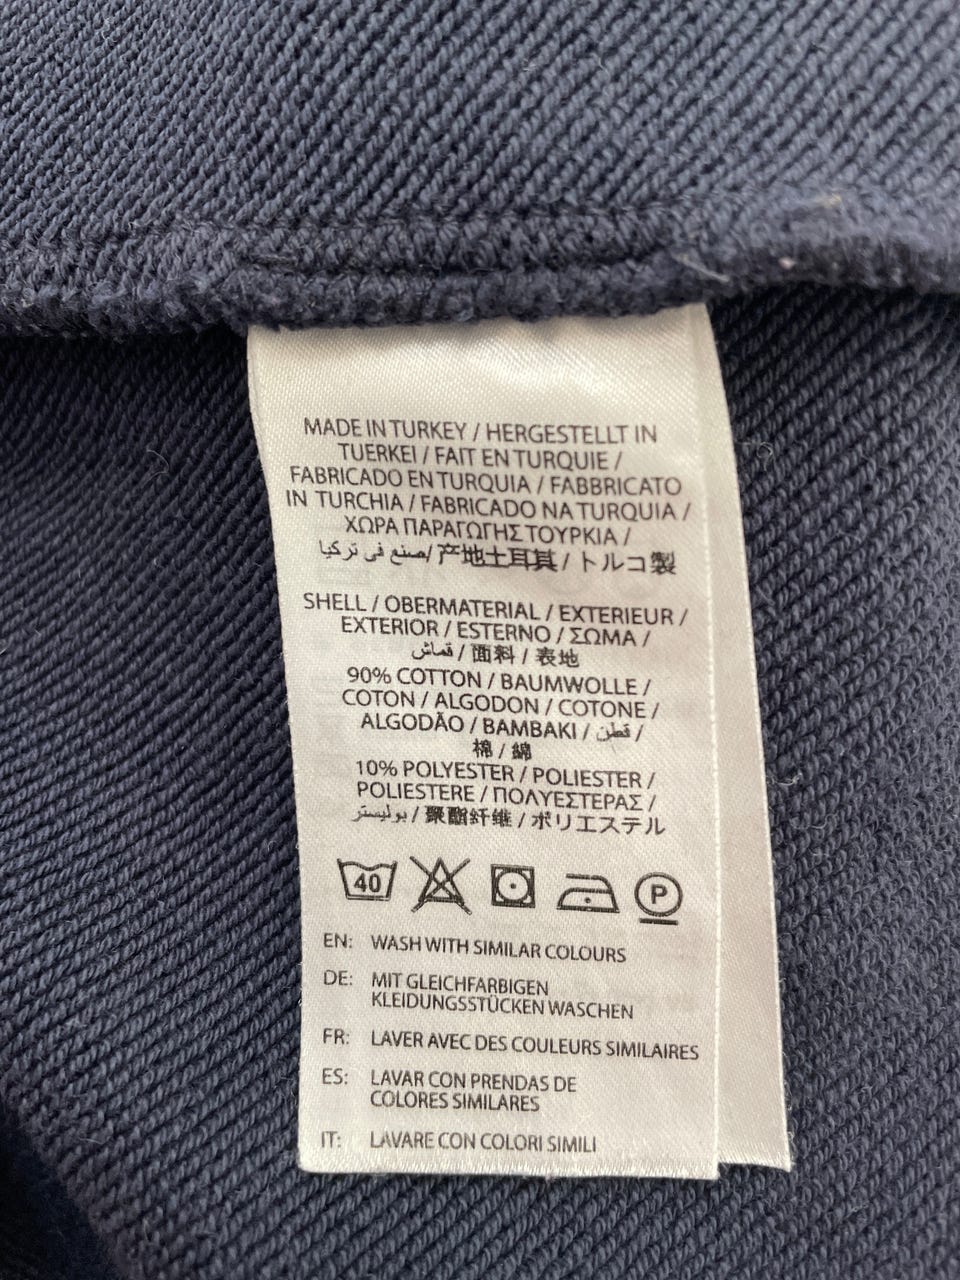 MADE IN TURKEY / HERGESTELLT IN
TUERKEI / FAIT EN TURQUIE /
FABRICADO EN TURQUIA / FABBRICATO
IN TURCHIA / FABRICADO NA TURQUIA /
ΧΩΡΑ ΠΑΡΑΓΩΓΗΣ ΤΟΥΡΚΙΑ /
صنع في تركيا / 产地土耳其 / トルコ製
SHELL / OBERMATERIAL / EXTERIEUR /
EXTERIOR / ESTERNO / ΣΩΜΑ /
قماش / 面料 / 表地
90% COTTON / BAUMWOLLE /
COTON / ALGODON / COTONE /
ALGODÃO / BAMBAKI / قطن /
棉 / 綿
10% POLYESTER / POLIESTER /
POLIESTERE / ΠΟΛΥΕΣΤΕΡΑΣ /
بوليستر / 聚酯纤维 / ポリエステル
40 P
EN: WASH WITH SIMILAR COLOURS
DE: MIT GLEICHFARBIGEN
KLEIDUNGSSTÜCKEN WASCHEN
FR: LAVER AVEC DES COULEURS SIMILAIRES
ES: LAVAR CON PRENDAS DE
COLORES SIMILARES
IT: LAVARE CON COLORI SIMILI